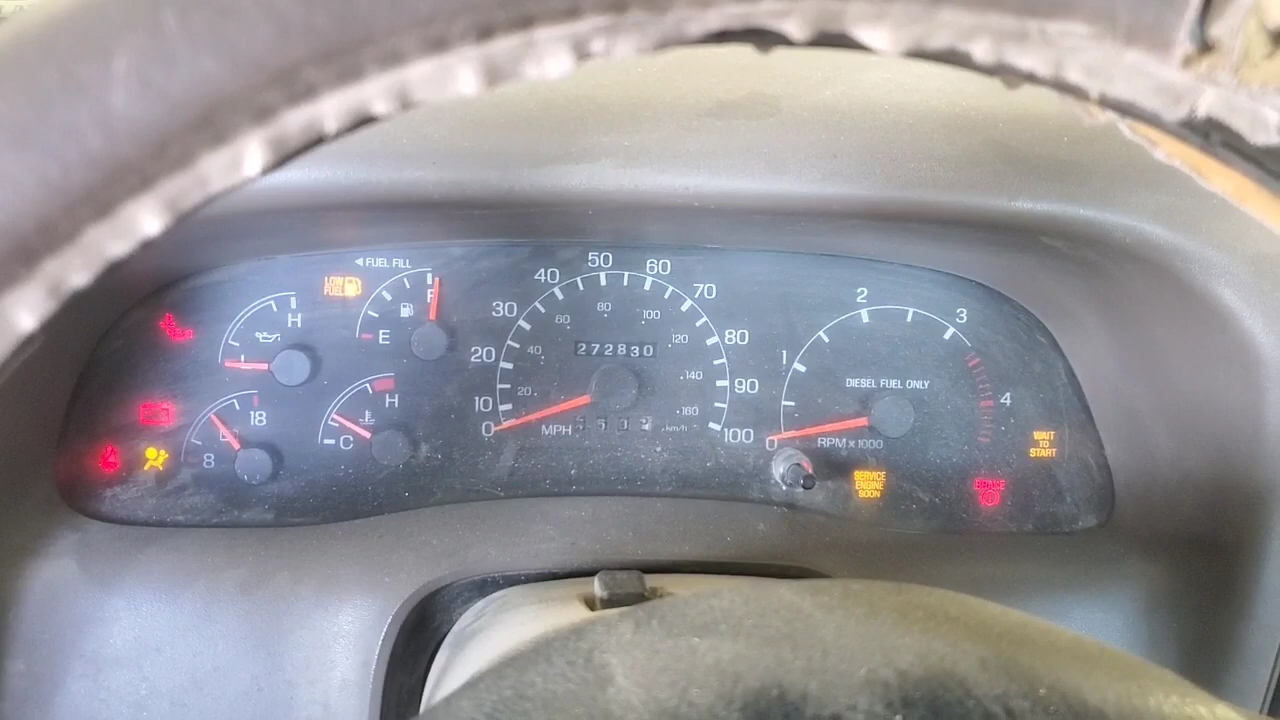 FUEL FILL
LOW
FUEL
H
F
E
18
8
H
C
0
10
20
30
40
50
60
70
80
90
100
20
40
60
80
100
120
140
160
272830
MPH
km/h
0
1
2
3
4
DIESEL FUEL ONLY
RPM x 1000
SERVICE
ENGINE
SOON
BRAKE
WAIT
TO
START